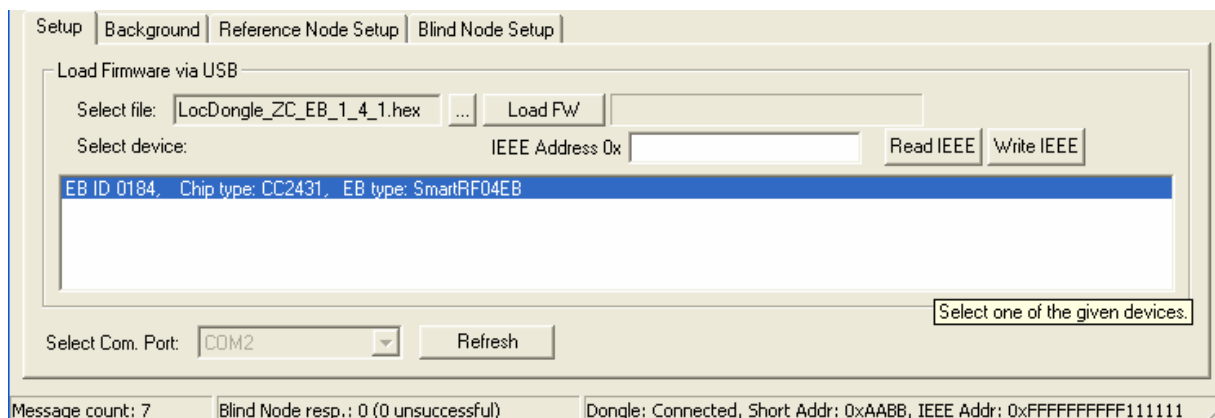 Setup Background Reference Node Setup Blind Node Setup
Load Firmware via USB
Select file: LocDongle_ZC_EB_1_4_1.hex ... Load FW
Select device: IEEE Address 0x Read IEEE Write IEEE
EB ID 0184, Chip type: CC2431, EB type: SmartRF04EB
Select one of the given devices.
Select Com. Port: COM2 Refresh
Message count: 7 Blind Node resp.: 0 (0 unsuccessful) Dongle: Connected, Short Addr: 0xAABB, IEEE Addr: 0xFFFFFFFFFF111111